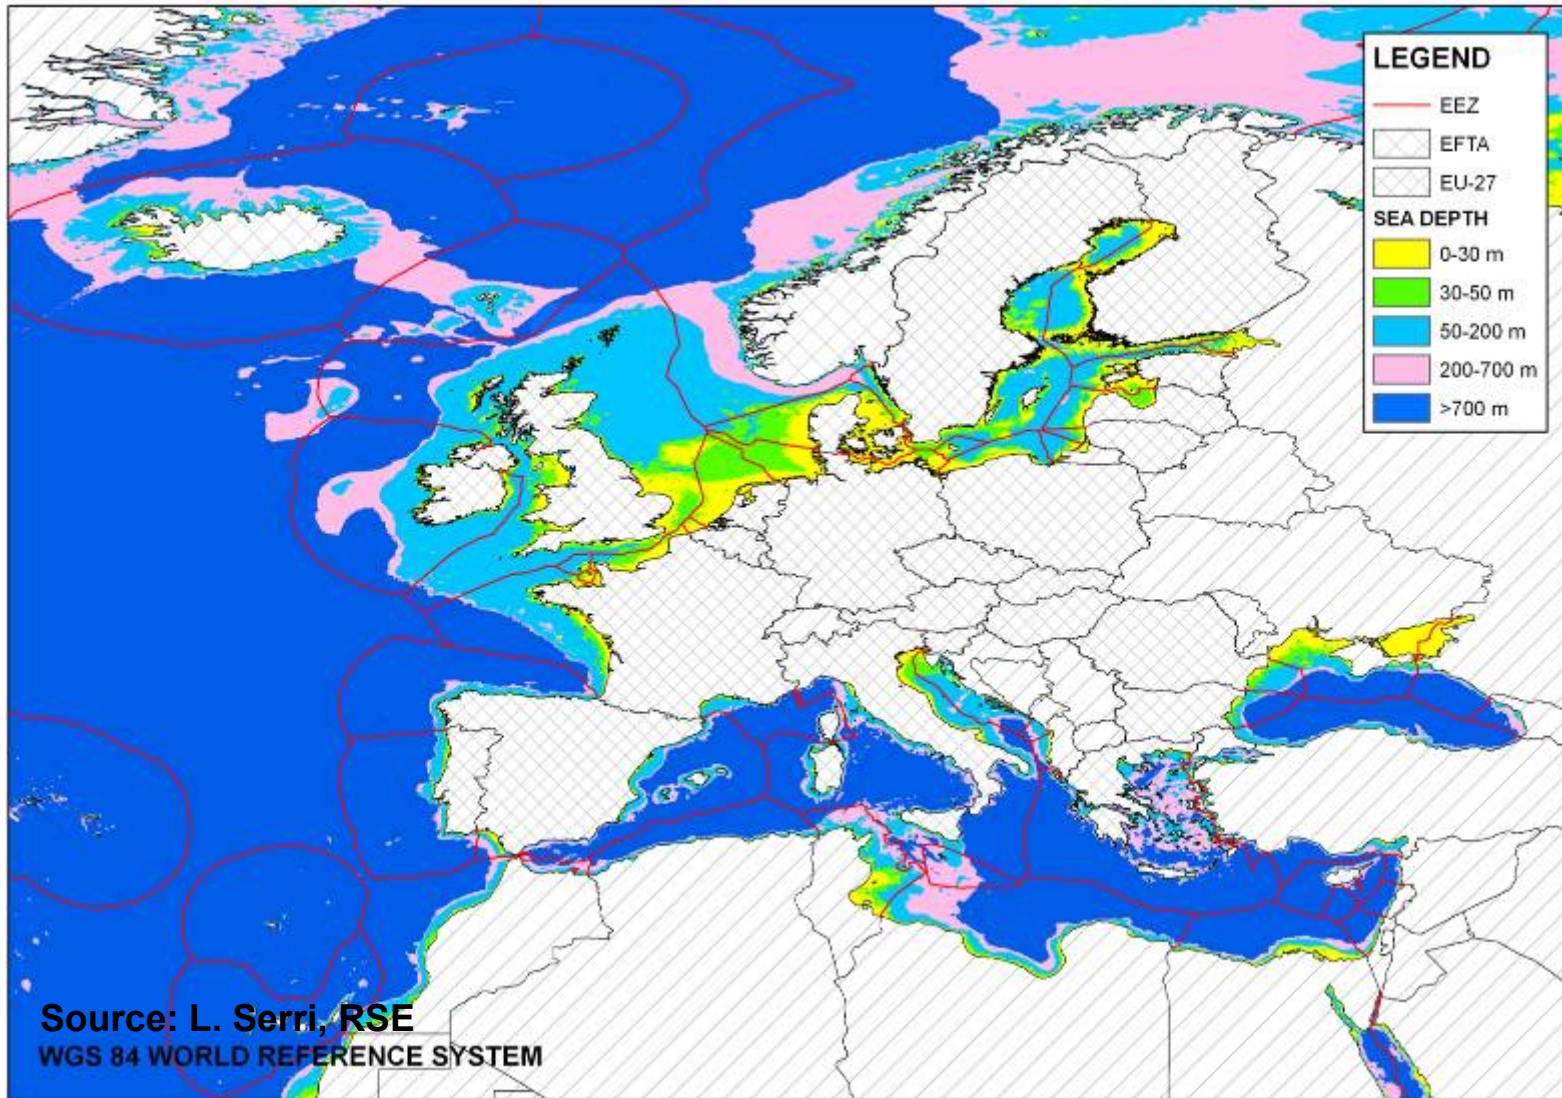 LEGEND
EEZ
EFTA
EU-27
SEA DEPTH
0-30 m
30-50 m
50-200 m
200-700 m
>700 m
Source: L. Serri, RSE
WGS 84 WORLD REFERENCE SYSTEM